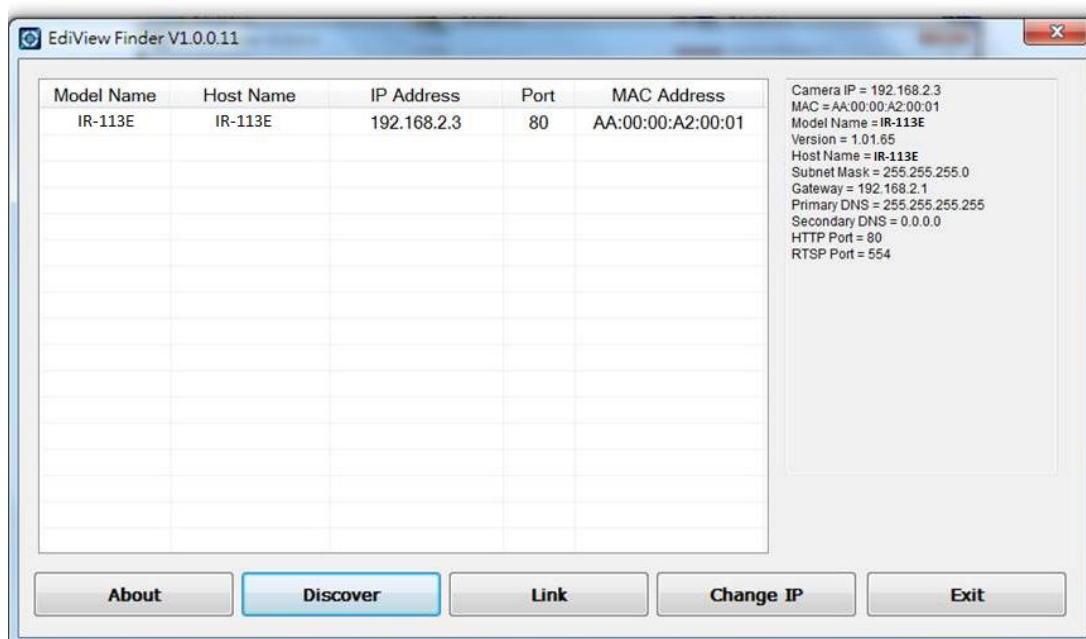 EdiView Finder V1.0.0.11
Model Name Host Name IP Address Port MAC Address
IR-113E IR-113E 192.168.2.3 80 AA:00:00:A2:00:01
Camera IP = 192.168.2.3
MAC = AA:00:00:A2:00:01
Model Name = IR-113E
Version = 1.01.65
Host Name = IR-113E
Subnet Mask = 255.255.255.0
Gateway = 192.168.2.1
Primary DNS = 255.255.255.255
Secondary DNS = 0.0.0.0
HTTP Port = 80
RTSP Port = 554
About Discover Link Change IP Exit